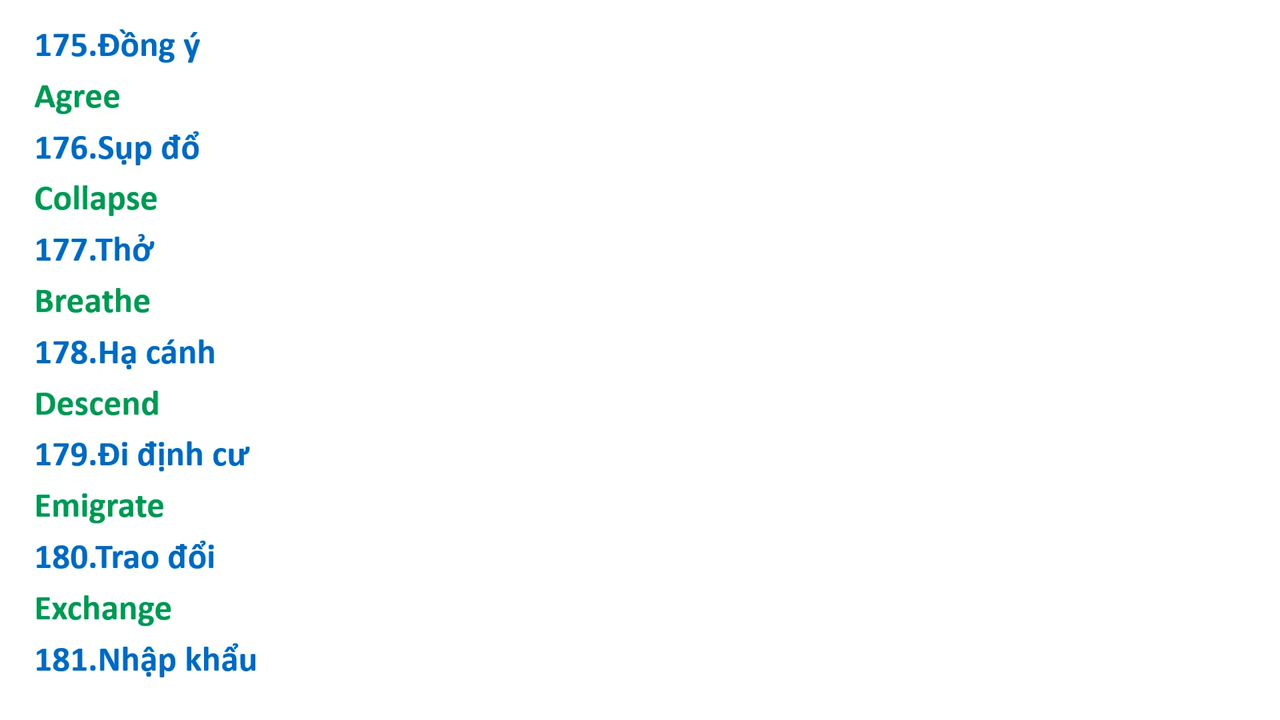 175.Đồng ý
Agree
176.Sụp đổ
Collapse
177.Thở
Breathe
178.Hạ cánh
Descend
179.Đi định cư
Emigrate
180.Trao đổi
Exchange
181.Nhập khẩu